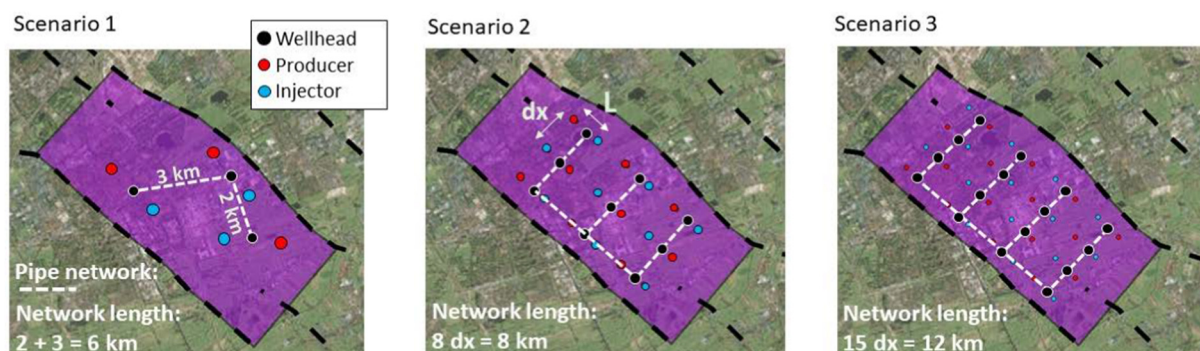 Scenario 1
Wellhead
Producer
Injector
3 km
2 km
Pipe network:
Network length:
2 + 3 = 6 km
Scenario 2
dx
L
Network length:
8 dx = 8 km
Scenario 3
Network length:
15 dx = 12 km